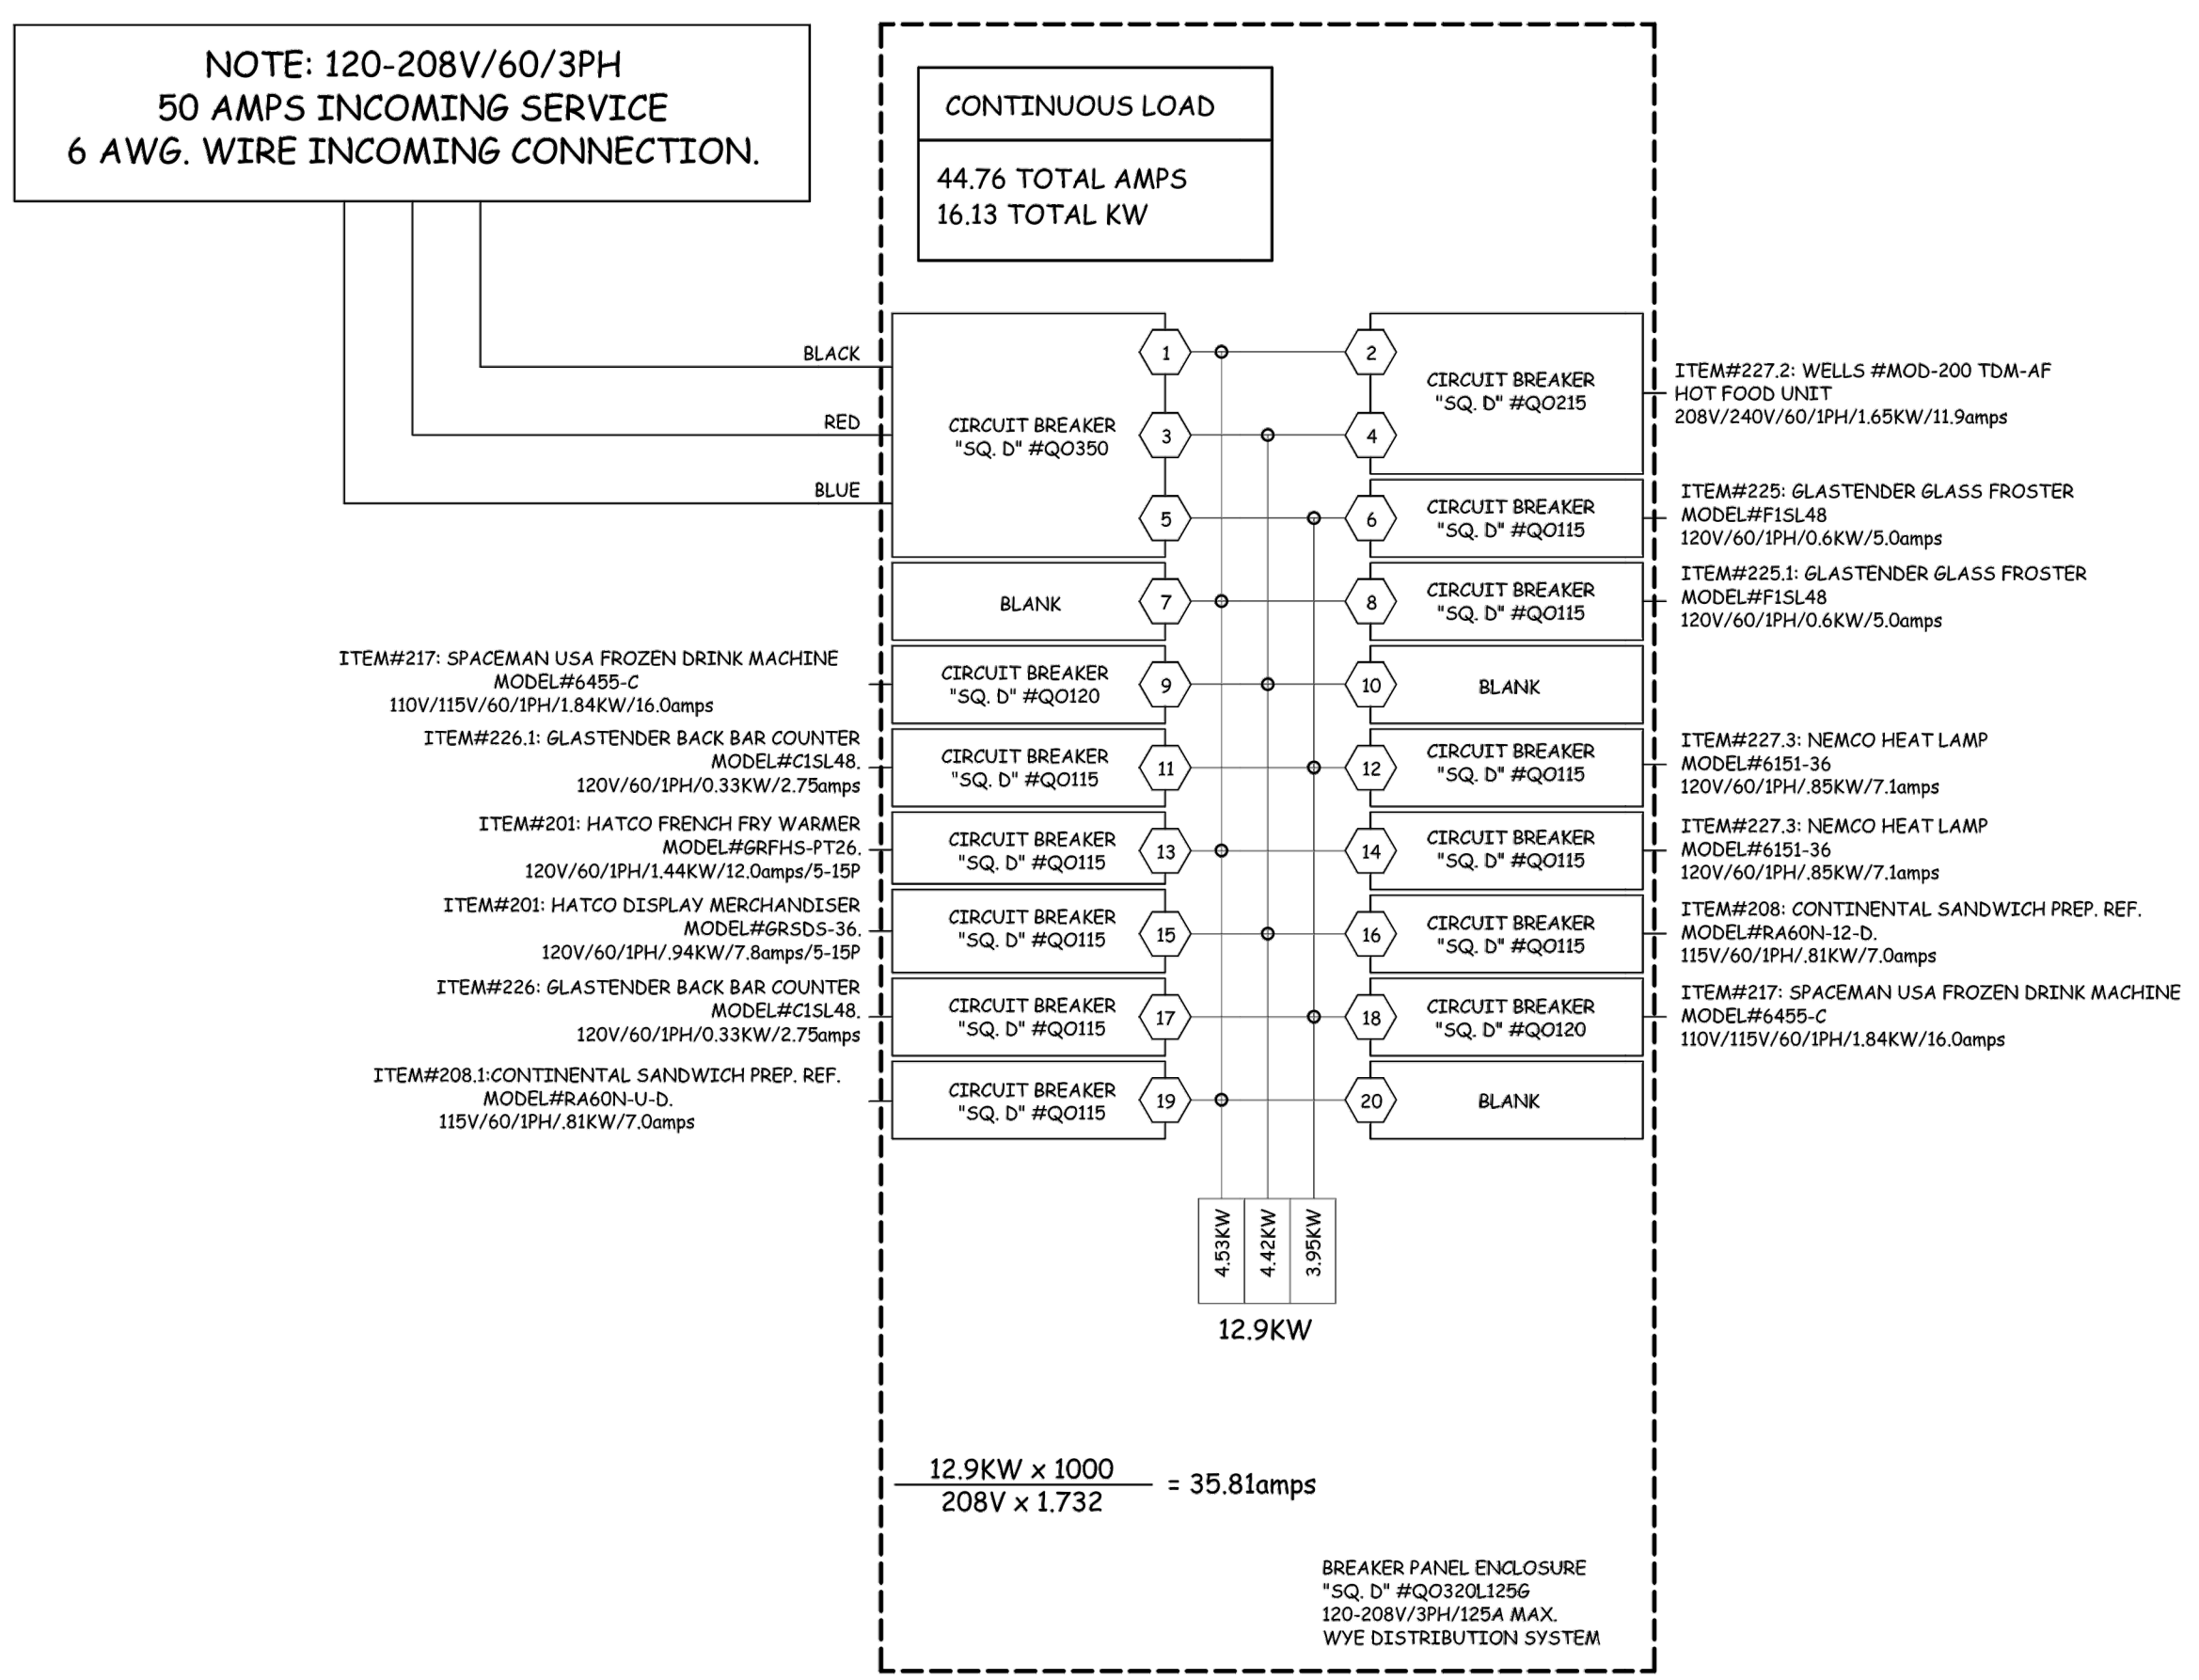 NOTE: 120-208V/60/3PH
50 AMPS INCOMING SERVICE
6 AWG. WIRE INCOMING CONNECTION.
CONTINUOUS LOAD
44.76 TOTAL AMPS
16.13 TOTAL KW
BLACK
RED
BLUE
CIRCUIT BREAKER
"SQ. D" #QO350
1
3
5
2
4
CIRCUIT BREAKER
"SQ. D" #QO215
ITEM#227.2: WELLS #MOD-200 TDM-AF
HOT FOOD UNIT
208V/240V/60/1PH/1.65KW/11.9amps
6
CIRCUIT BREAKER
"SQ. D" #QO115
ITEM#225: GLASTENDER GLASS FROSTER
MODEL#F1SL48
120V/60/1PH/0.6KW/5.0amps
BLANK
7
8
CIRCUIT BREAKER
"SQ. D" #QO115
ITEM#225.1: GLASTENDER GLASS FROSTER
MODEL#F1SL48
120V/60/1PH/0.6KW/5.0amps
ITEM#217: SPACEMAN USA FROZEN DRINK MACHINE
MODEL#6455-C
110V/115V/60/1PH/1.84KW/16.0amps
CIRCUIT BREAKER
"SQ. D" #QO120
9
10
BLANK
ITEM#226.1: GLASTENDER BACK BAR COUNTER
MODEL#C1SL48.
120V/60/1PH/0.33KW/2.75amps
CIRCUIT BREAKER
"SQ. D" #QO115
11
12
CIRCUIT BREAKER
"SQ. D" #QO115
ITEM#227.3: NEMCO HEAT LAMP
MODEL#6151-36
120V/60/1PH/.85KW/7.1amps
ITEM#201: HATCO FRENCH FRY WARMER
MODEL#GRFHS-PT26.
120V/60/1PH/1.44KW/12.0amps/5-15P
CIRCUIT BREAKER
"SQ. D" #QO115
13
14
CIRCUIT BREAKER
"SQ. D" #QO115
ITEM#227.3: NEMCO HEAT LAMP
MODEL#6151-36
120V/60/1PH/.85KW/7.1amps
ITEM#201: HATCO DISPLAY MERCHANDISER
MODEL#GRSDS-36.
120V/60/1PH/.94KW/7.8amps/5-15P
CIRCUIT BREAKER
"SQ. D" #QO115
15
16
CIRCUIT BREAKER
"SQ. D" #QO115
ITEM#208: CONTINENTAL SANDWICH PREP. REF.
MODEL#RA60N-12-D.
115V/60/1PH/.81KW/7.0amps
ITEM#226: GLASTENDER BACK BAR COUNTER
MODEL#C1SL48.
120V/60/1PH/0.33KW/2.75amps
CIRCUIT BREAKER
"SQ. D" #QO115
17
18
CIRCUIT BREAKER
"SQ. D" #QO120
ITEM#217: SPACEMAN USA FROZEN DRINK MACHINE
MODEL#6455-C
110V/115V/60/1PH/1.84KW/16.0amps
ITEM#208.1:CONTINENTAL SANDWICH PREP. REF.
MODEL#RA60N-U-D.
115V/60/1PH/.81KW/7.0amps
CIRCUIT BREAKER
"SQ. D" #QO115
19
20
BLANK
4.53KW
4.42KW
3.95KW
12.9KW
12.9KW x 1000
208V x 1.732
= 35.81amps
BREAKER PANEL ENCLOSURE
"SQ. D" #QO320L125G
120-208V/3PH/125A MAX.
WYE DISTRIBUTION SYSTEM